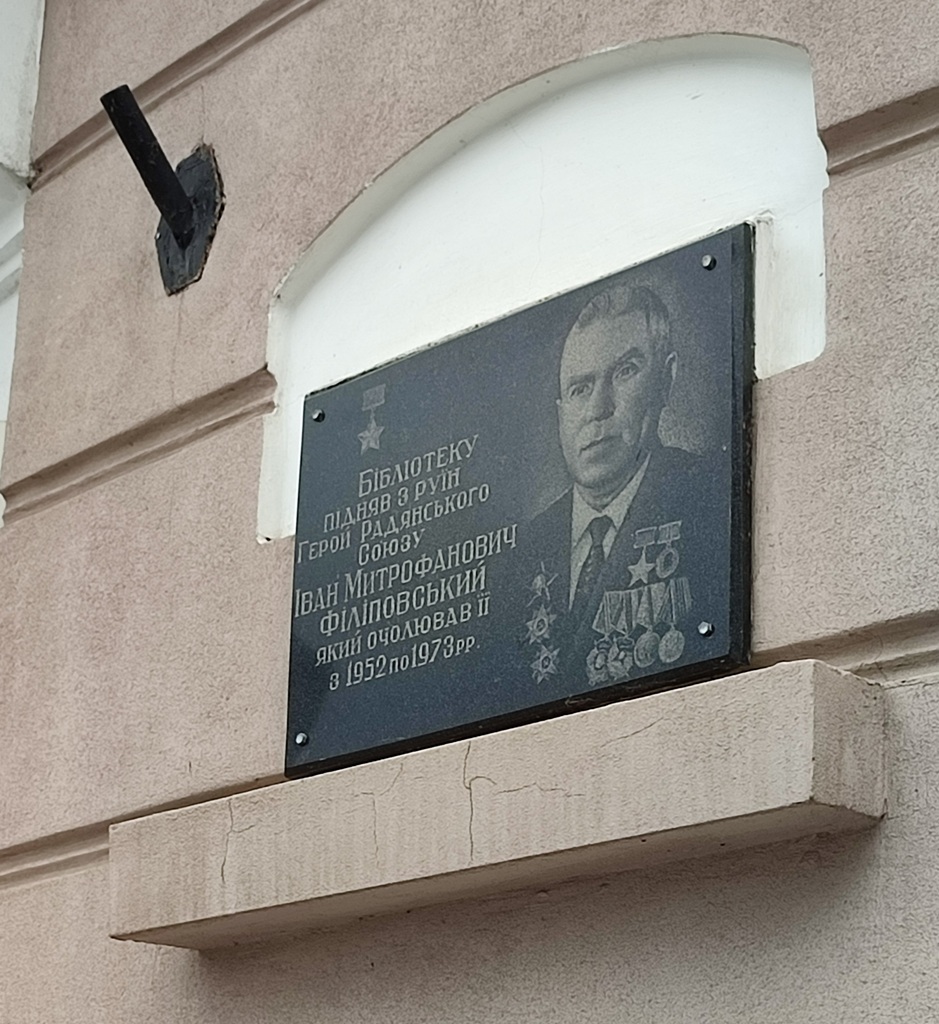 Бібліотеку
підняв з руїн
Герой Радянського
Союзу
Іван Митрофанович
Філіповський
який очолював її
з 1952 по 1973 рр.